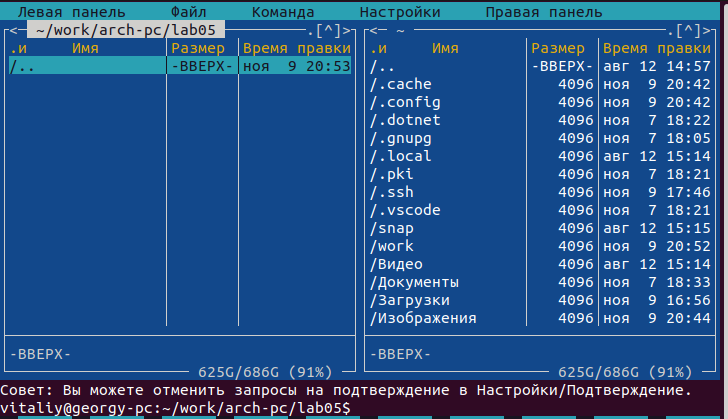 Левая панель Файл Команда Настройки Правая панель
<─ ~/work/arch-pc/lab05 .[^]> <─ ~ .[^]>
.и Имя Размер Время правки .и Имя Размер Время правки
/.. -ВВЕРХ- ноя 9 20:53 /.. -ВВЕРХ- авг 12 14:57
/.cache 4096 ноя 9 20:42
/.config 4096 ноя 9 20:42
/.dotnet 4096 ноя 7 18:22
/.gnupg 4096 ноя 7 18:05
/.local 4096 авг 12 15:14
/.pki 4096 ноя 7 18:21
/.ssh 4096 ноя 9 17:46
/.vscode 4096 ноя 7 18:21
/snap 4096 авг 12 15:15
/work 4096 ноя 9 20:52
/Видео 4096 авг 12 15:14
/Документы 4096 ноя 7 18:33
/Загрузки 4096 ноя 9 16:56
/Изображения 4096 ноя 9 20:44
-ВВЕРХ- -ВВЕРХ-
625G/686G (91%) 625G/686G (91%)
Совет: Вы можете отменить запросы на подтверждение в Настройки/Подтверждение.
vitaliy@georgy-pc:~/work/arch-pc/lab05$